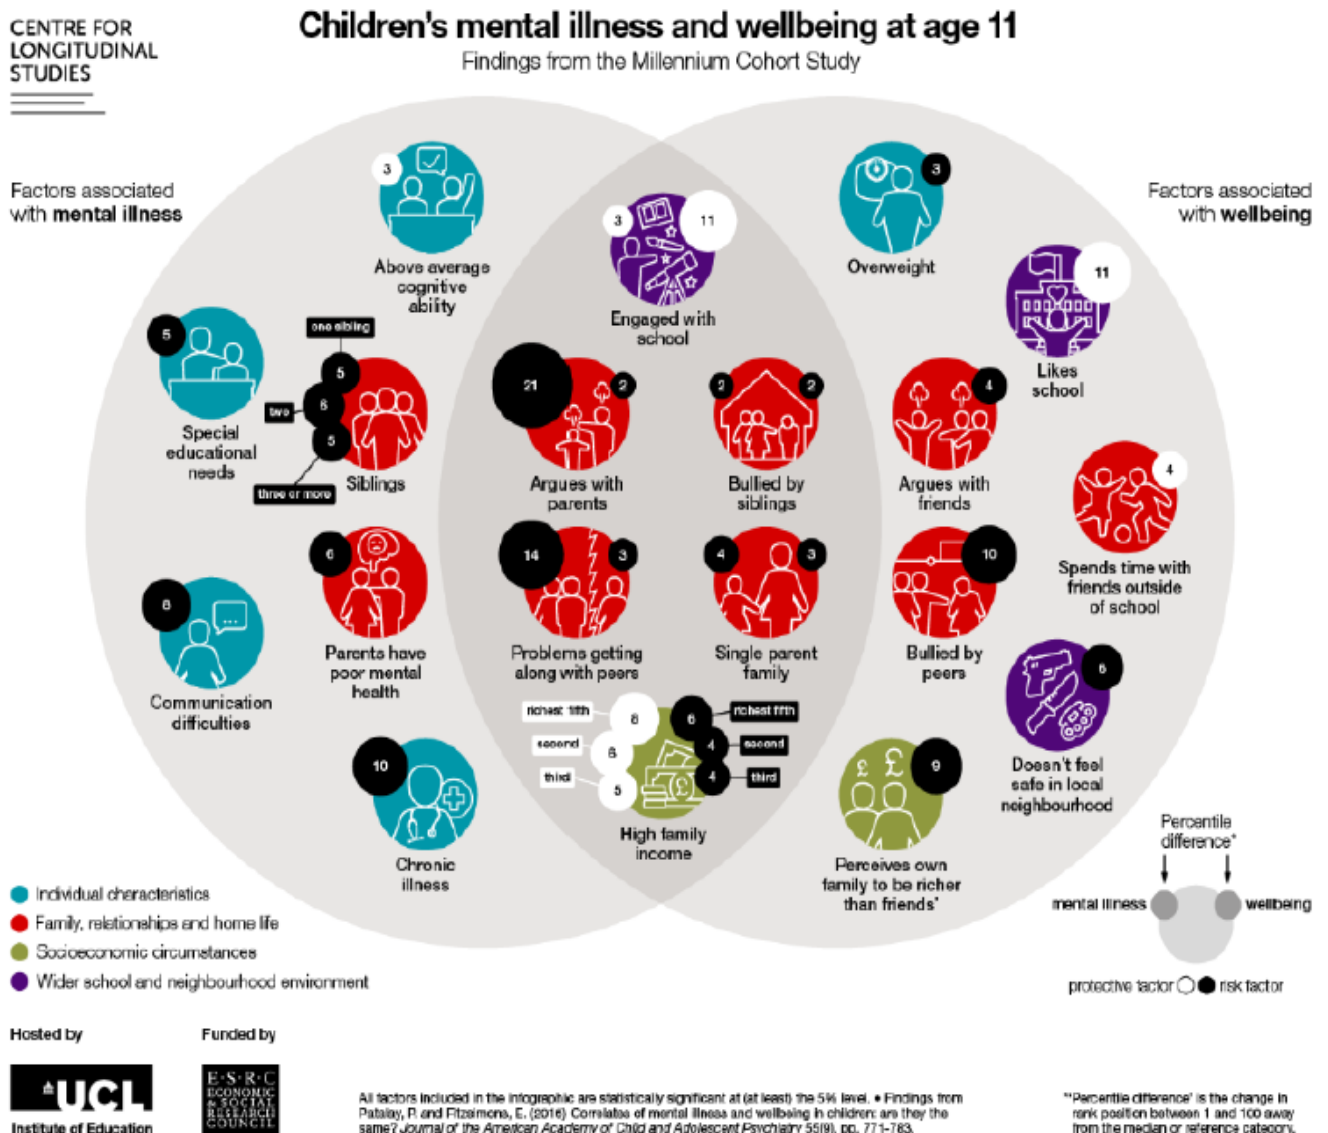 CENTRE FOR
LONGITUDINAL
STUDIES
Children's mental illness and wellbeing at age 11
Findings from the Millennium Cohort Study
Factors associated
with mental illness
Factors associated
with wellbeing
3
Above average
cognitive
ability
3
11
Engaged with
school
3
Overweight
11
Likes
school
5
Special
educational
needs
one sibling
5
two
three or more
5
Siblings
21
2
Argues with
parents
2
2
Bullied by
siblings
4
Argues with
friends
4
Spends time with
friends outside
of school
6
Parents have
poor mental
health
14
3
Problems getting
along with peers
4
3
Single parent
family
10
Bullied by
peers
Communication
difficulties
Doesn't feel
safe in local
neighbourhood
10
Chronic
illness
richest fifth
second
third
5
6
richest fifth
4
second
4
third
High family
income
9
Perceives own
family to be richer
than friends*
Percentile
difference*
mental illness
wellbeing
protective factor
risk factor
Individual characteristics
Family, relationships and home life
Socioeconomic circumstances
Wider school and neighbourhood environment
Hosted by
Funded by
UCL
Institute of Education
E·S·R·C
ECONOMIC
& SOCIAL
RESEARCH
COUNCIL
All factors included in the infographic are statistically significant at (at least) the 5% level. • Findings from
Patalay, P. and Fitzsimons, E. (2016) Correlates of mental illness and wellbeing in children: are they the
same? Journal of the American Academy of Child and Adolescent Psychiatry 55(9), pp. 771-783.
*'Percentile difference' is the change in
rank position between 1 and 100 away
from the median or reference category.